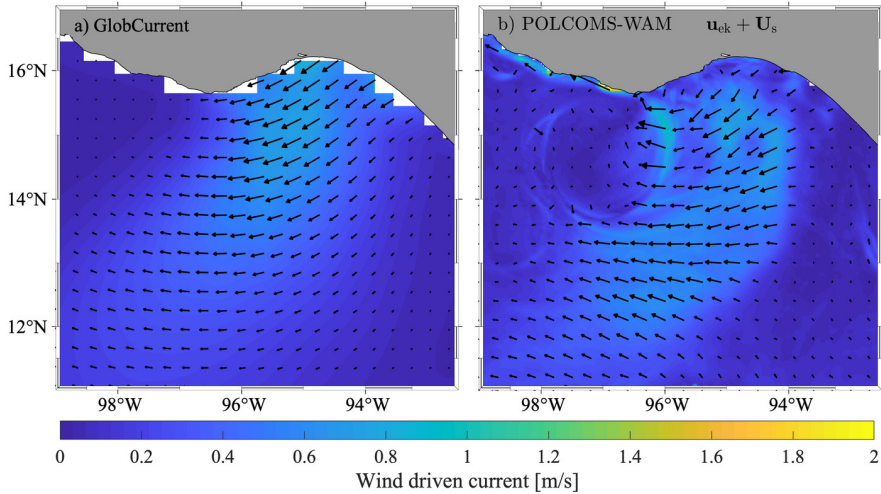 a) GlobCurrent
b) POLCOMS-WAM u_ek + U_s
16°N
14°N
12°N
98°W 96°W 94°W 98°W 96°W 94°W
0 0.2 0.4 0.6 0.8 1 1.2 1.4 1.6 1.8 2
Wind driven current [m/s]